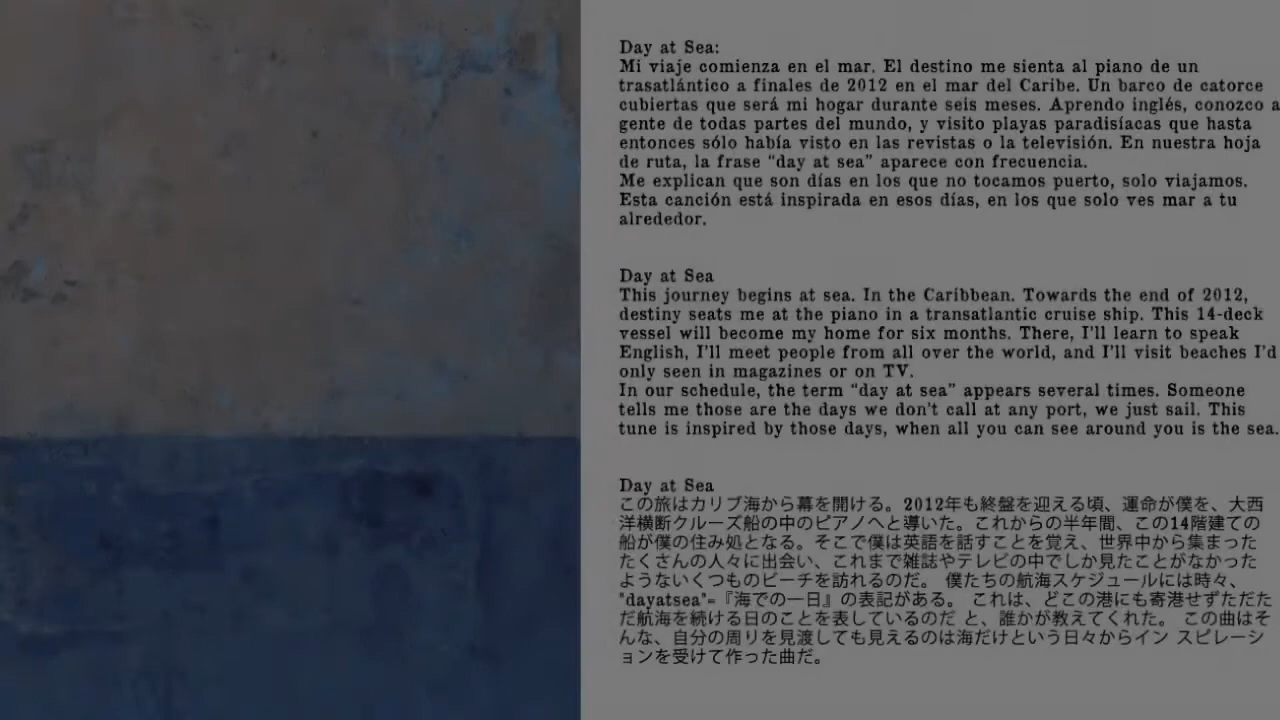 Day at Sea:
Mi viaje comienza en el mar. El destino me sienta al piano de un
trasatlántico a finales de 2012 en el mar del Caribe. Un barco de catorce
cubiertas que será mi hogar durante seis meses. Aprendo inglés, conozco a
gente de todas partes del mundo, y visito playas paradisíacas que hasta
entonces sólo había visto en las revistas o la televisión. En nuestra hoja
de ruta, la frase “day at sea” aparece con frecuencia.
Me explican que son días en los que no tocamos puerto, solo viajamos.
Esta canción está inspirada en esos días, en los que solo ves mar a tu
alrededor.
Day at Sea
This journey begins at sea. In the Caribbean. Towards the end of 2012,
destiny seats me at the piano in a transatlantic cruise ship. This 14-deck
vessel will become my home for six months. There, I’ll learn to speak
English, I’ll meet people from all over the world, and I’ll visit beaches I’d
only seen in magazines or on TV.
In our schedule, the term “day at sea” appears several times. Someone
tells me those are the days we don’t call at any port, we just sail. This
tune is inspired by those days, when all you can see around you is the sea.
Day at Sea
この旅はカリブ海から幕を開ける。2012年も終盤を迎える頃、運命が僕を、大西
洋横断クルーズ船の中のピアノへと導いた。これからの半年間、この14階建ての
船が僕の住み処となる。そこで僕は英語を話すことを覚え、世界中から集まった
たくさんの人々に出会い、これまで雑誌やテレビの中でしか見たことがなかった
ようないくつものビーチを訪れるのだ。 僕たちの航海スケジュールには時々、
"dayatsea"=『海での一日』の表記がある。 これは、どこの港にも寄港せずただた
だ航海を続ける日のことを表しているのだ と、誰かが教えてくれた。 この曲はそ
んな、自分の周りを見渡しても見えるのは海だけという日々からイン スピレーシ
ョンを受けて作った曲だ。